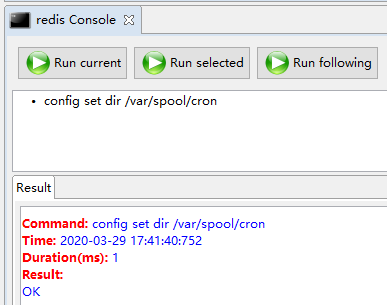 redis Console
Run current Run selected Run following
• config set dir /var/spool/cron
Result
Command: config set dir /var/spool/cron
Time: 2020-03-29 17:41:40:752
Duration(ms): 1
Result:
OK